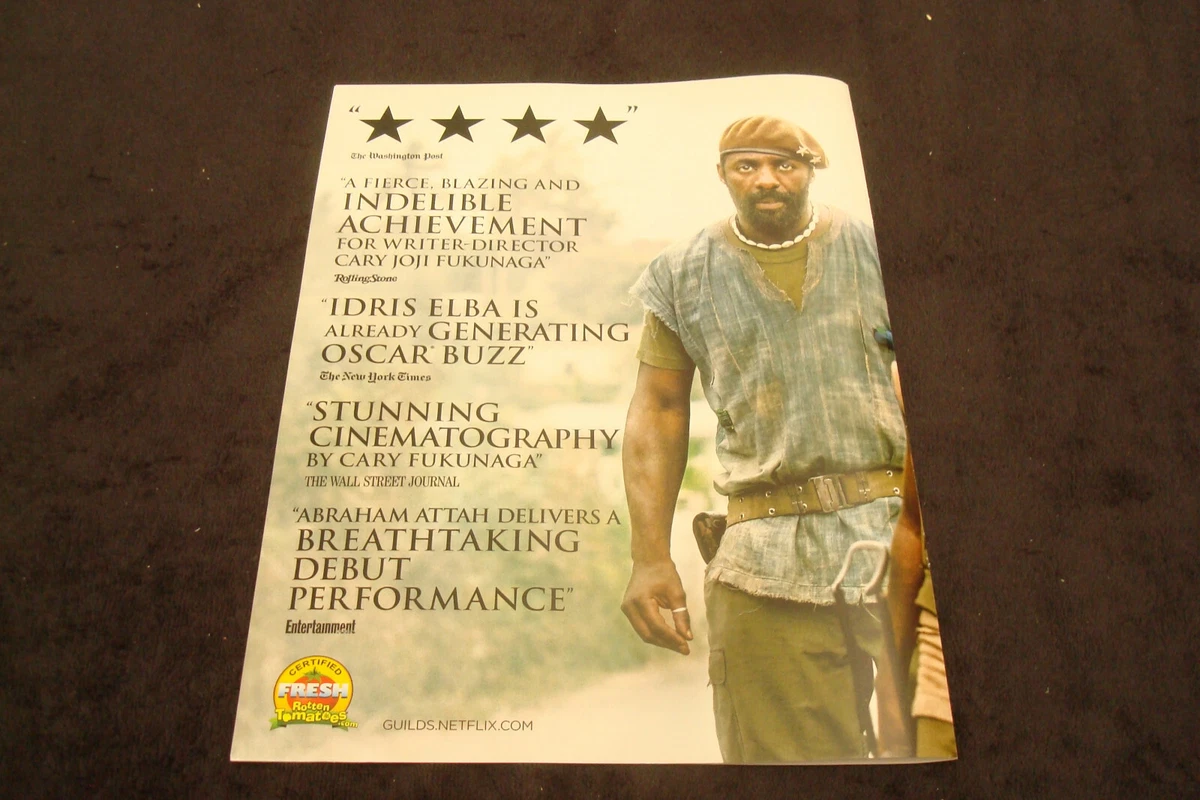 “★ ★ ★ ★”
The Washington Post
“A FIERCE, BLAZING AND
INDELIBLE
ACHIEVEMENT
FOR WRITER-DIRECTOR
CARY JOJI FUKUNAGA”
RollingStone
“IDRIS ELBA IS
ALREADY GENERATING
OSCAR® BUZZ”
The New York Times
“STUNNING
CINEMATOGRAPHY
BY CARY FUKUNAGA”
THE WALL STREET JOURNAL
“ABRAHAM ATTAH DELIVERS A
BREATHTAKING
DEBUT
PERFORMANCE”
Entertainment
CERTIFIED
FRESH
Rotten
Tomatoes.com
GUILDS.NETFLIX.COM